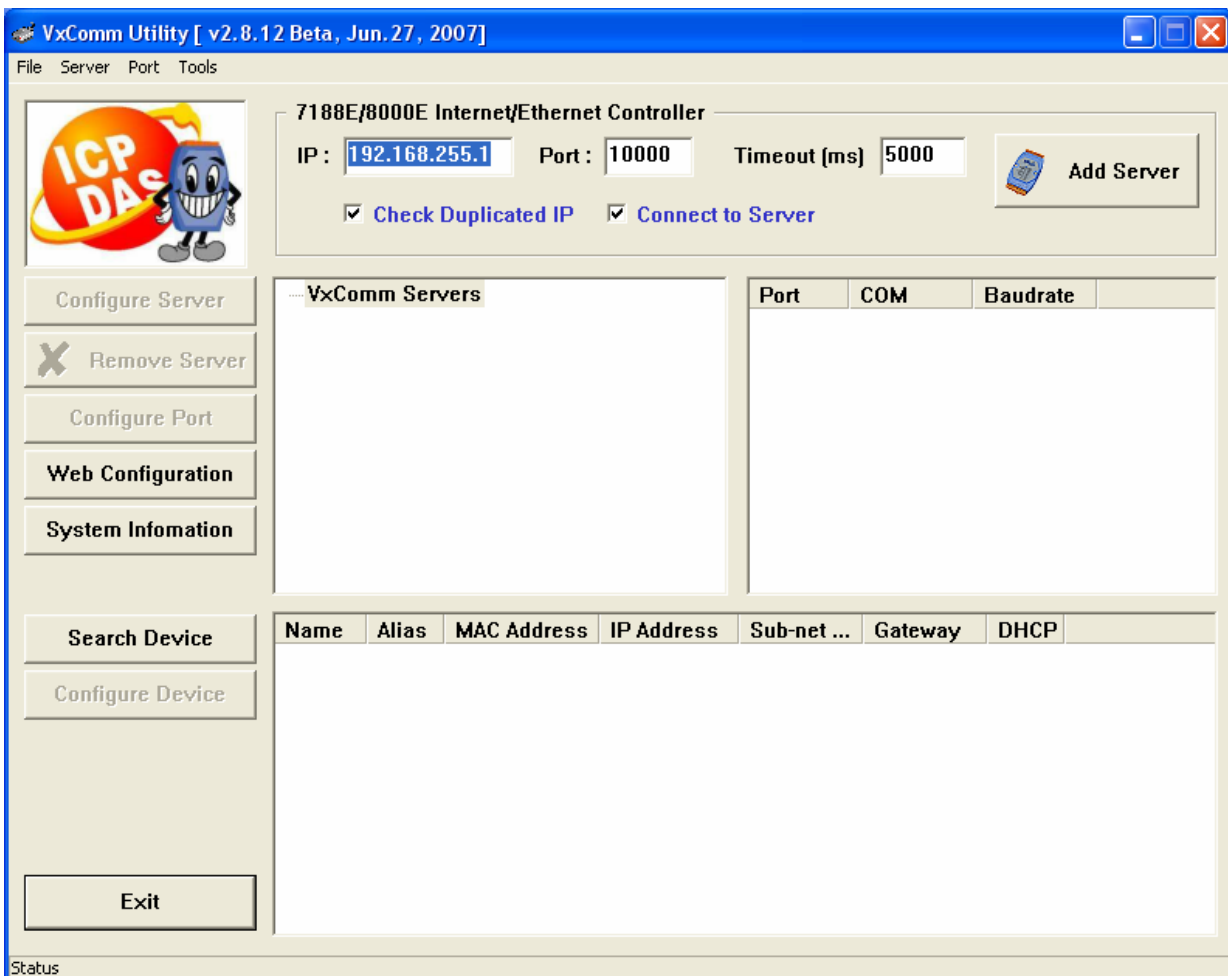 VxComm Utility [ v2.8.12 Beta, Jun.27, 2007]
File Server Port Tools
ICP DAS
7188E/8000E Internet/Ethernet Controller
IP : 192.168.255.1 Port : 10000 Timeout (ms) 5000 Add Server
Check Duplicated IP Connect to Server
Configure Server
Remove Server
Configure Port
Web Configuration
System Infomation
VxComm Servers
Port COM Baudrate
Search Device
Configure Device
Name Alias MAC Address IP Address Sub-net ... Gateway DHCP
Exit
Status